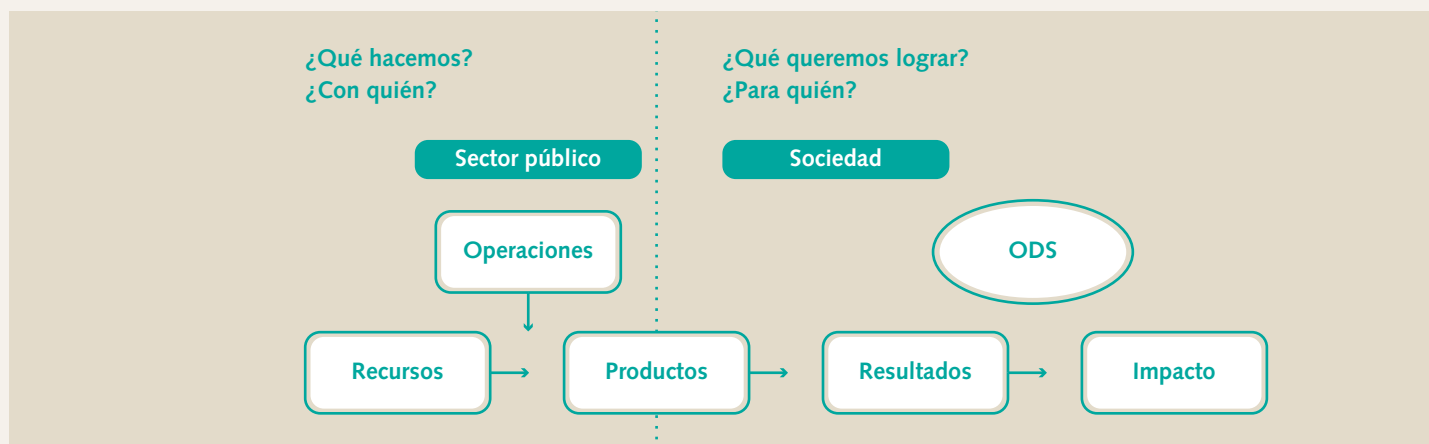 ¿Qué hacemos?
¿Con quién?
¿Qué queremos lograr?
¿Para quién?
Sector público
Sociedad
Operaciones
ODS
Recursos
Productos
Resultados
Impacto